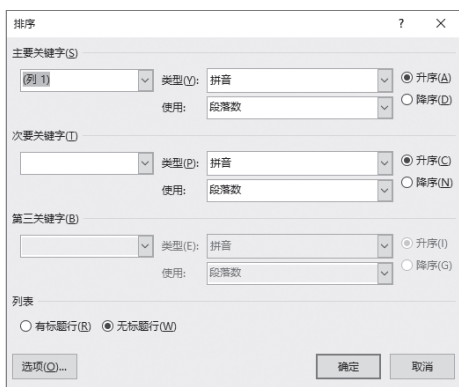 排序 ? ×
主要关键字(S)
(列 1) 类型(Y): 拼音 升序(A)
使用: 段落数 降序(D)
次要关键字(T)
类型(P): 拼音 升序(C)
使用: 段落数 降序(N)
第三关键字(B)
类型(E): 拼音 升序(I)
使用: 段落数 降序(G)
列表
有标题行(R) 无标题行(W)
选项(O)... 确定 取消